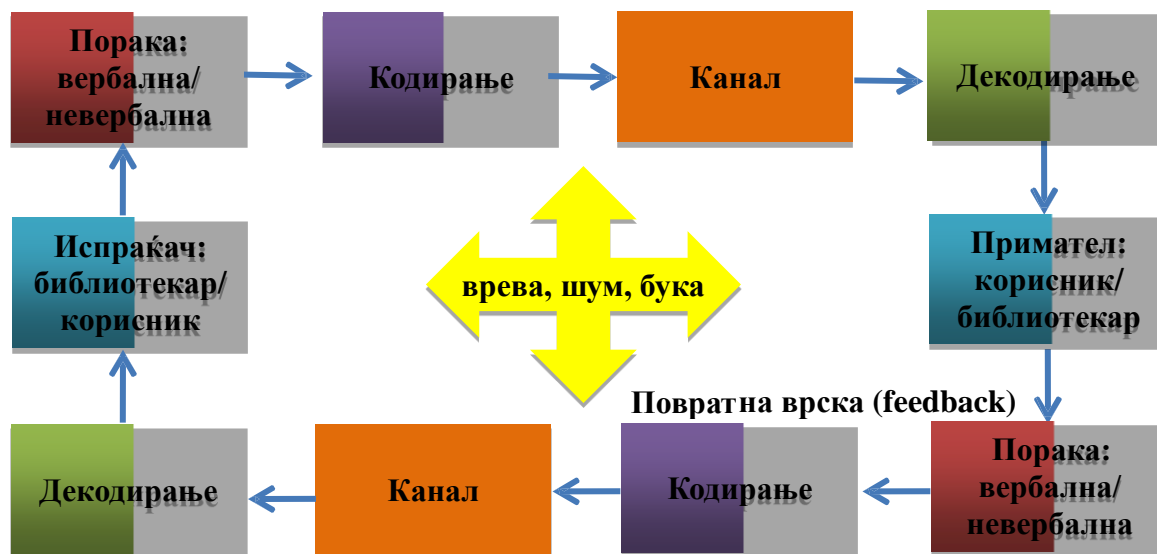 Порака:
вербална/
невербална
Кодирање
Канал
Декодирање
Испраќач:
библиотекар/
корисник
врева, шум, бука
Примател:
корисник/
библиотекар
Повратна врска (feedback)
Декодирање
Канал
Кодирање
Порака:
вербална/
невербална